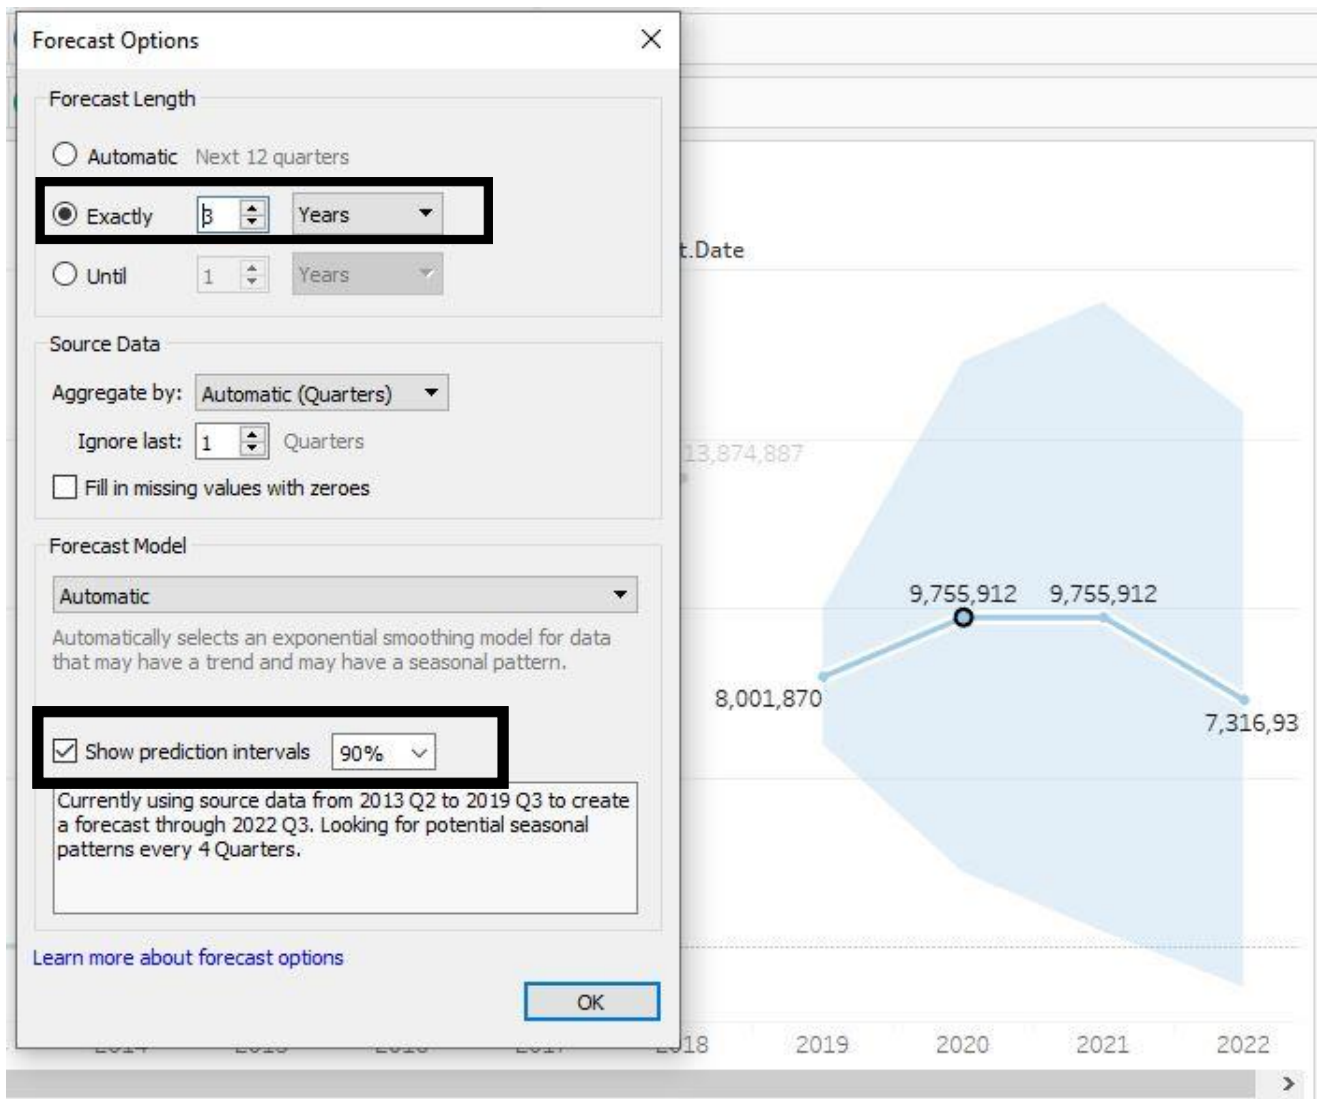 Forecast Options
Forecast Length
Automatic Next 12 quarters
Exactly 3 Years
Until 1 Years
Source Data
Aggregate by: Automatic (Quarters)
Ignore last: 1 Quarters
Fill in missing values with zeroes
Forecast Model
Automatic
Automatically selects an exponential smoothing model for data
that may have a trend and may have a seasonal pattern.
Show prediction intervals 90%
Currently using source data from 2013 Q2 to 2019 Q3 to create
a forecast through 2022 Q3. Looking for potential seasonal
patterns every 4 Quarters.
Learn more about forecast options
OK
t.Date
13,874,887
9,755,912 9,755,912
8,001,870
7,316,93
2019 2020 2021 2022